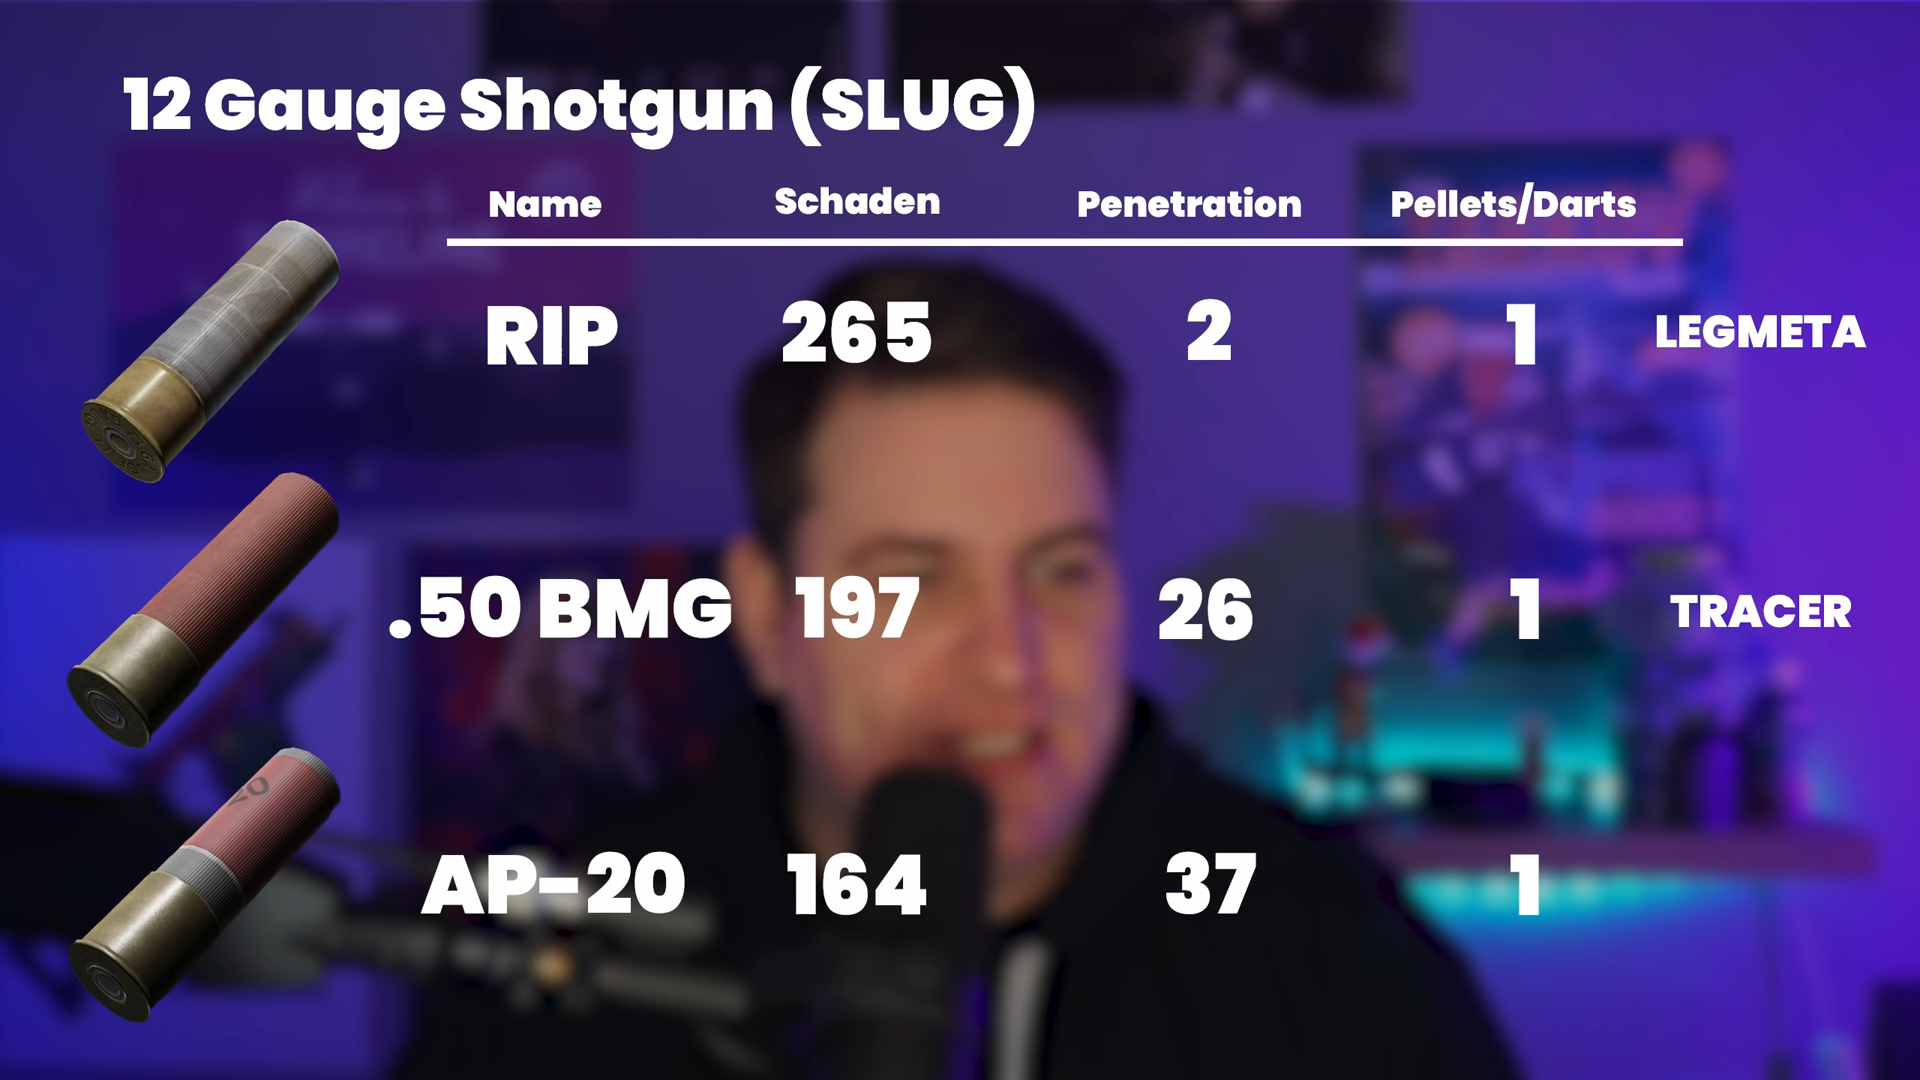 12 Gauge Shotgun (SLUG)
Name Schaden Penetration Pellets/Darts
RIP 265 2 1 LEGMETA
.50 BMG 197 26 1 TRACER
AP-20 164 37 1
20